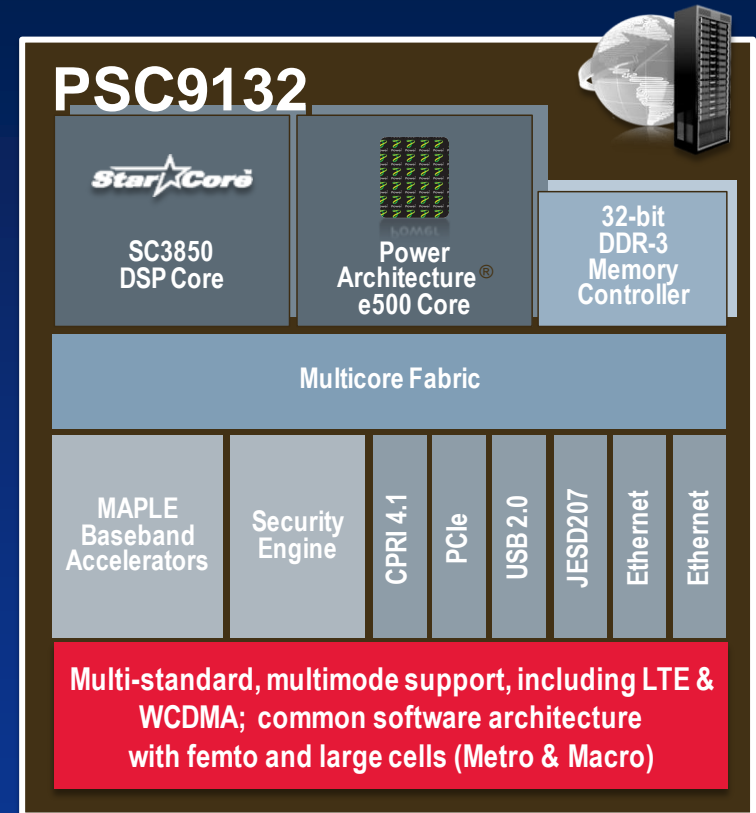 PSC9132
StarCore
SC3850
DSP Core
Power
Architecture®
e500 Core
32-bit
DDR-3
Memory
Controller
Multicore Fabric
MAPLE
Baseband
Accelerators
Security
Engine
CPRI 4.1
PCIe
USB 2.0
JESD207
Ethernet
Ethernet
Multi-standard, multimode support, including LTE &
WCDMA; common software architecture
with femto and large cells (Metro & Macro)